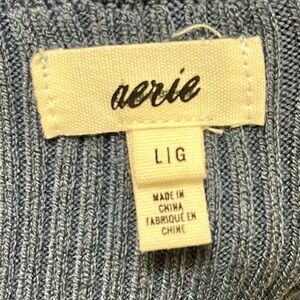 aerie
L|G
MADE IN
CHINA
FABRIQUÉ EN
CHINE